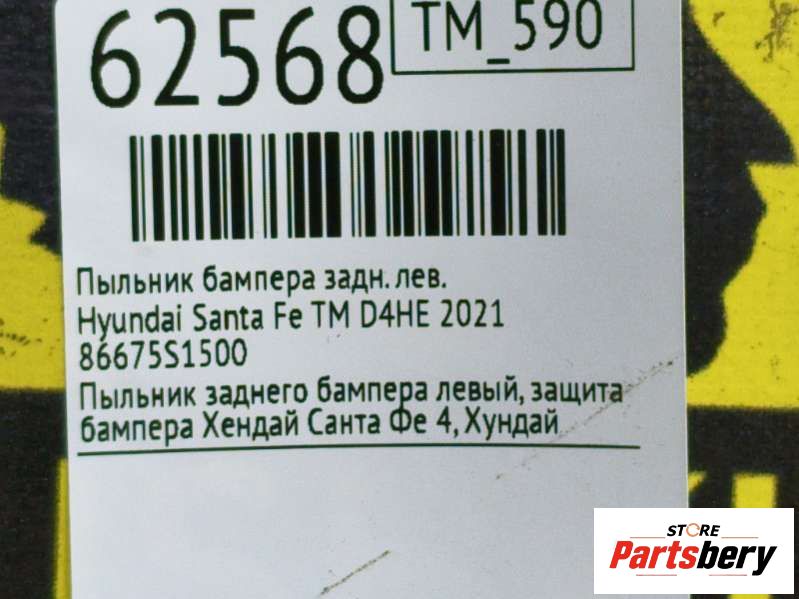 62568
TM_590
Пыльник бампера задн. лев.
Hyundai Santa Fe TM D4HE 2021
86675S1500
Пыльник заднего бампера левый, защита
бампера Хендай Санта Фе 4, Хундай
STORE
Partsbery